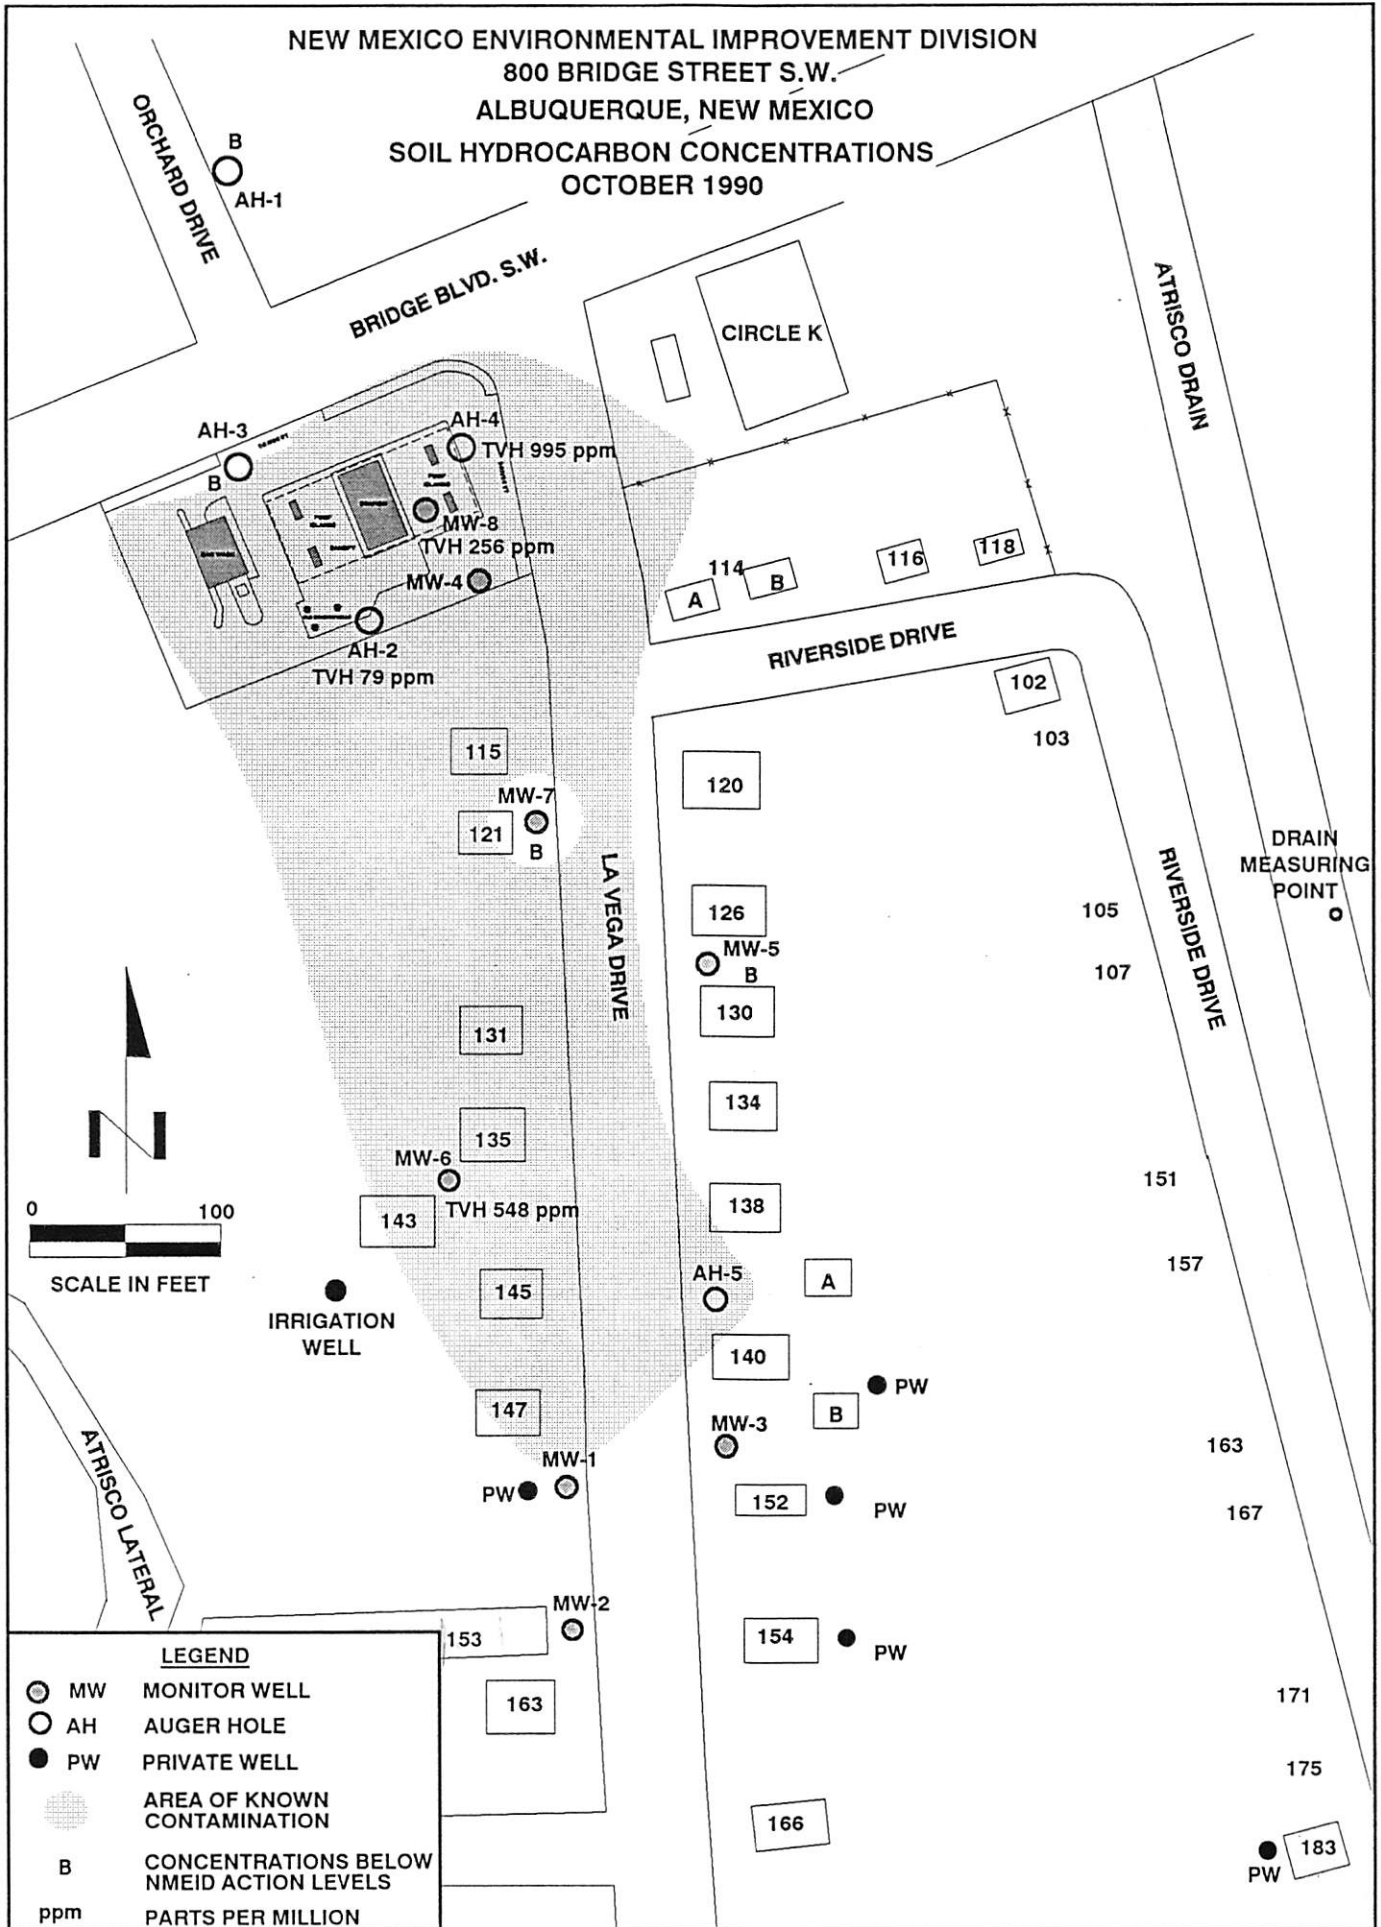 NEW MEXICO ENVIRONMENTAL IMPROVEMENT DIVISION
800 BRIDGE STREET S.W.
ALBUQUERQUE, NEW MEXICO
SOIL HYDROCARBON CONCENTRATIONS
OCTOBER 1990
ORCHARD DRIVE
B
AH-1
BRIDGE BLVD. S.W.
CIRCLE K
ATRISCO DRAIN
AH-3
B
AH-4
TVH 995 ppm
MW-8
TVH 256 ppm
MW-4
AH-2
TVH 79 ppm
114
A
B
116
118
RIVERSIDE DRIVE
102
103
115
120
MW-7
121
B
LA VEGA DRIVE
126
MW-5
B
105
107
RIVERSIDE DRIVE
DRAIN
MEASURING
POINT
130
131
134
135
MW-6
TVH 548 ppm
138
151
143
157
0
100
SCALE IN FEET
N
AH-5
A
145
IRRIGATION
WELL
140
PW
147
B
MW-3
163
MW-1
PW
152
PW
167
ATRISCO LATERAL
MW-2
153
154
PW
163
171
175
166
183
PW
LEGEND
MW MONITOR WELL
AH AUGER HOLE
PW PRIVATE WELL
AREA OF KNOWN
CONTAMINATION
B CONCENTRATIONS BELOW
NMEID ACTION LEVELS
ppm PARTS PER MILLION